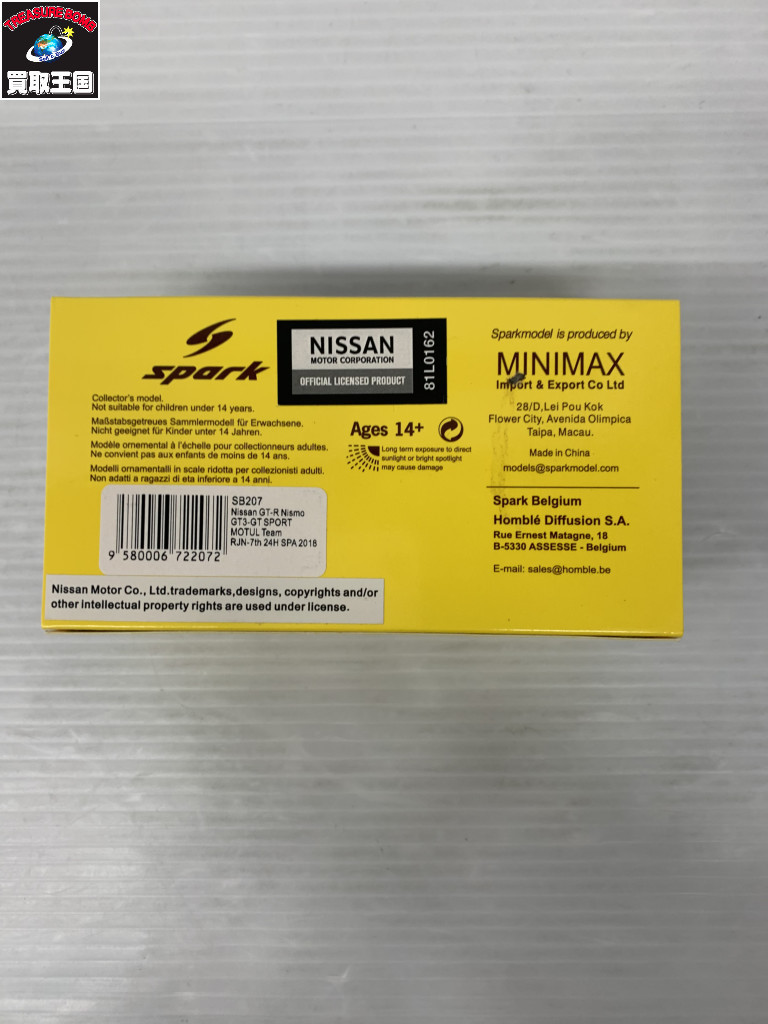 TREASURE BOMB
買取王国
spark
Collector's model.
Not suitable for children under 14 years.
Maßstabsgetreues Sammlermodell für Erwachsene.
Nicht geeignet für Kinder unter 14 Jahren.
Modèle ornemental à l'échelle pour collectionneurs adultes.
Ne convient pas aux enfants de moins de 14 ans.
Modelli ornamentalli in scale ridotta per collezionisti adulti.
Non adatti a ragazzi di eta inferiore a 14 anni.
NISSAN
MOTOR CORPORATION
OFFICIAL LICENSED PRODUCT
81L0162
Ages 14+
Long term exposure to direct
sunlight or bright spotlight
may cause damage
Sparkmodel is produced by
MINIMAX
Import & Export Co Ltd
28/D,Lei Pou Kok
Flower City, Avenida Olimpica
Taipa, Macau.
Made in China
models@sparkmodel.com
Spark Belgium
Homblé Diffusion S.A.
Rue Ernest Matagne, 18
B-5330 ASSESSE - Belgium
E-mail: sales@homble.be
SB207
Nissan GT-R Nismo
GT3-GT SPORT
MOTUL Team
RJN-7th 24H SPA 2018
9 580006 722072
Nissan Motor Co., Ltd.trademarks,designs, copyrights and/or
other intellectual property rights are used under license.